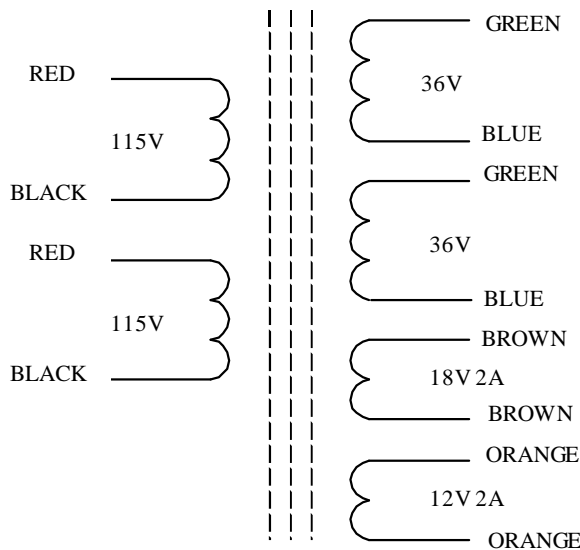 RED
115V
BLACK
RED
115V
BLACK
GREEN
36V
BLUE
GREEN
36V
BLUE
BROWN
18V 2A
BROWN
ORANGE
12V 2A
ORANGE